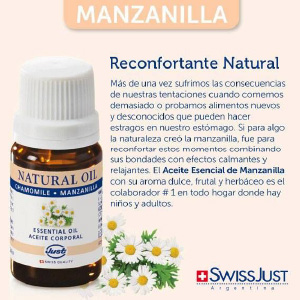 MANZANILLA
Reconfortante Natural
Más de una vez sufrimos las consecuencias
de nuestras tentaciones cuando comemos
demasiado o probamos alimentos nuevos
y desconocidos que pueden hacer
estragos en nuestro estómago. Si para algo
la naturaleza creó la manzanilla, fue para
reconfortar estos momentos combinando
sus bondades con efectos calmantes y
relajantes. El Aceite Esencial de Manzanilla
con su aroma dulce, frutal y herbáceo es el
colaborador # 1 en todo hogar donde hay
niños y adultos.
NATURAL OIL
CHAMOMILE • MANZANILLA
ESSENTIAL OIL
ACEITE CORPORAL
Just
SWISS QUALITY
SWISSJUST
Argentina